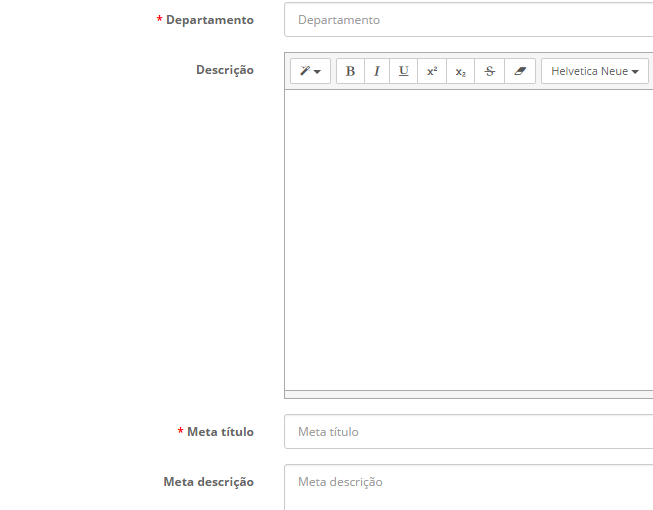 * Departamento
Departamento
Descrição
B I U x² x₂ S Helvetica Neue
* Meta título
Meta título
Meta descrição
Meta descrição